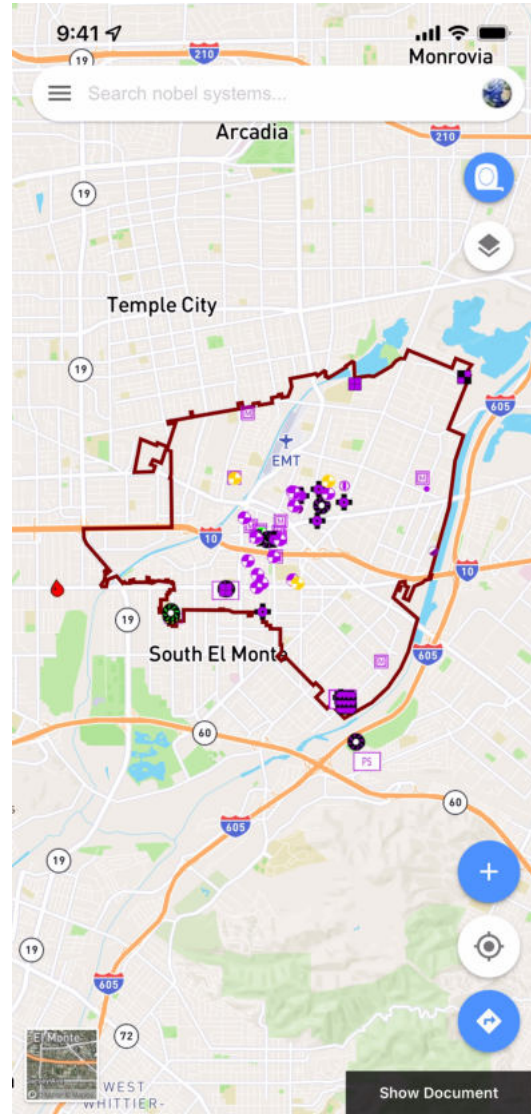 9:41
210
19
Monrovia
Search nobel systems...
Arcadia
210
19
Temple City
19
605
M
EMT
M
M
10
M
10
19
South El Monte
M
605
60
PS
60
605
19
19
605
72
El Monte
WEST
WHITTIER-
Show Document